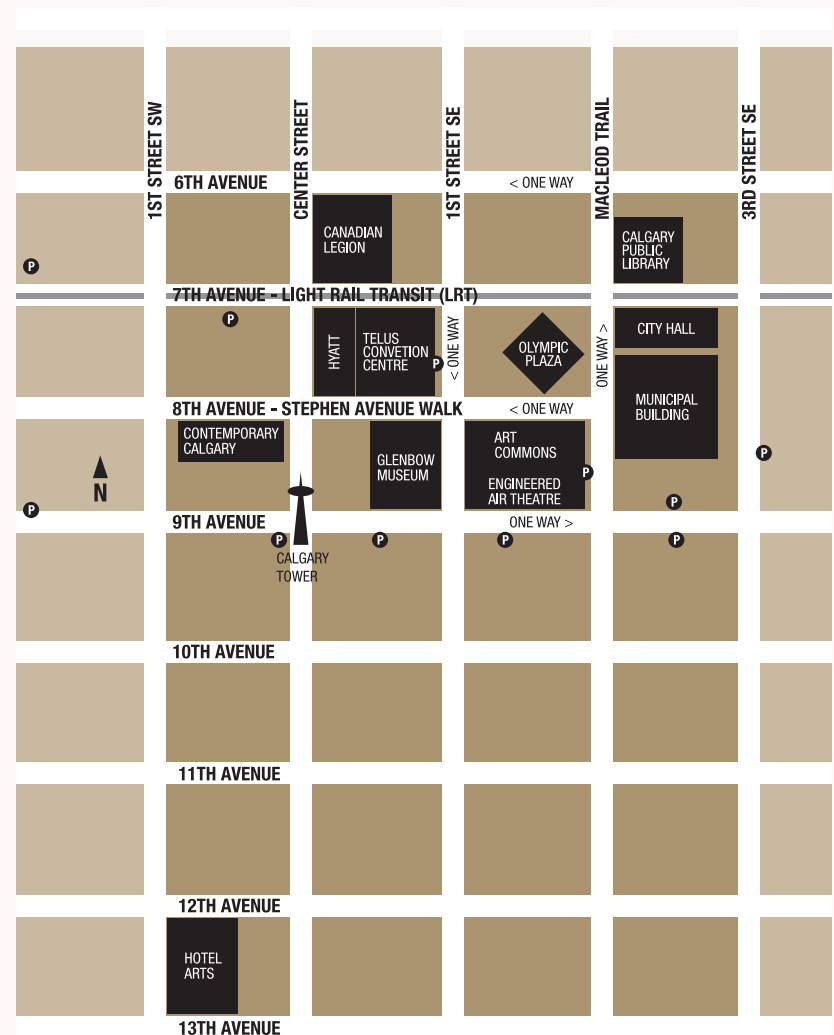 1ST STREET SW
CENTER STREET
1ST STREET SE
MACLEOD TRAIL
3RD STREET SE
6TH AVENUE
< ONE WAY
CANADIAN
LEGION
CALGARY
PUBLIC
LIBRARY
P
7TH AVENUE - LIGHT RAIL TRANSIT (LRT)
P
HYATT
TELUS
CONVETION
CENTRE
P
< ONE WAY
OLYMPIC
PLAZA
ONE WAY >
CITY HALL
MUNICIPAL
BUILDING
8TH AVENUE - STEPHEN AVENUE WALK
< ONE WAY
CONTEMPORARY
CALGARY
GLENBOW
MUSEUM
ART
COMMONS
ENGINEERED
AIR THEATRE
P
P
P
N
P
9TH AVENUE
ONE WAY >
P
P
P
P
CALGARY
TOWER
10TH AVENUE
11TH AVENUE
12TH AVENUE
HOTEL
ARTS
13TH AVENUE